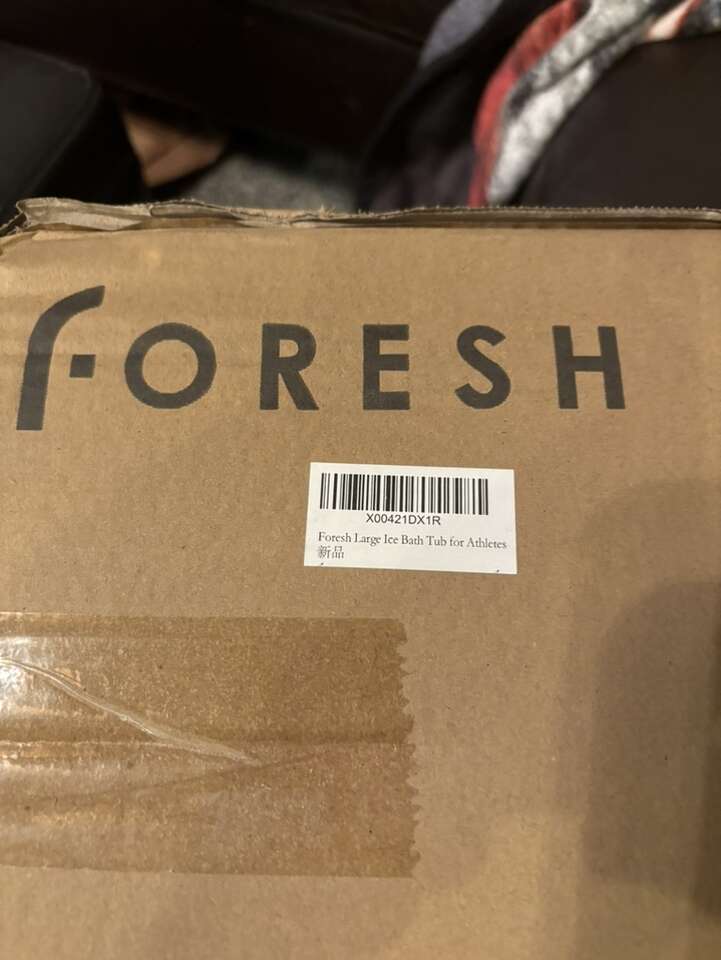 FORESH
X00421DX1R
Foresh Large Ice Bath Tub for Athletes
新品